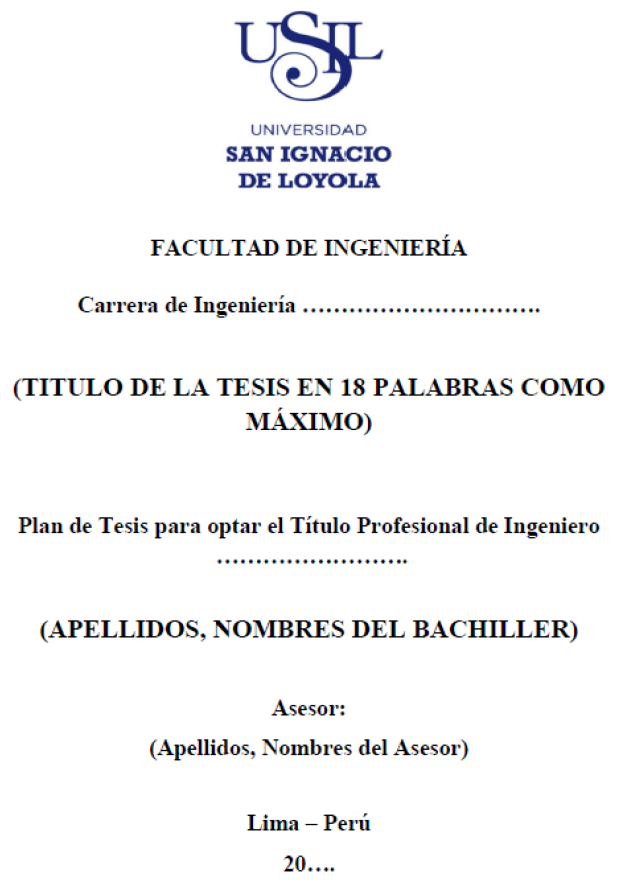 USIL
UNIVERSIDAD
SAN IGNACIO
DE LOYOLA
FACULTAD DE INGENIERÍA
Carrera de Ingeniería ………………………….
(TITULO DE LA TESIS EN 18 PALABRAS COMO
MÁXIMO)
Plan de Tesis para optar el Título Profesional de Ingeniero
…………………….
(APELLIDOS, NOMBRES DEL BACHILLER)
Asesor:
(Apellidos, Nombres del Asesor)
Lima – Perú
20….